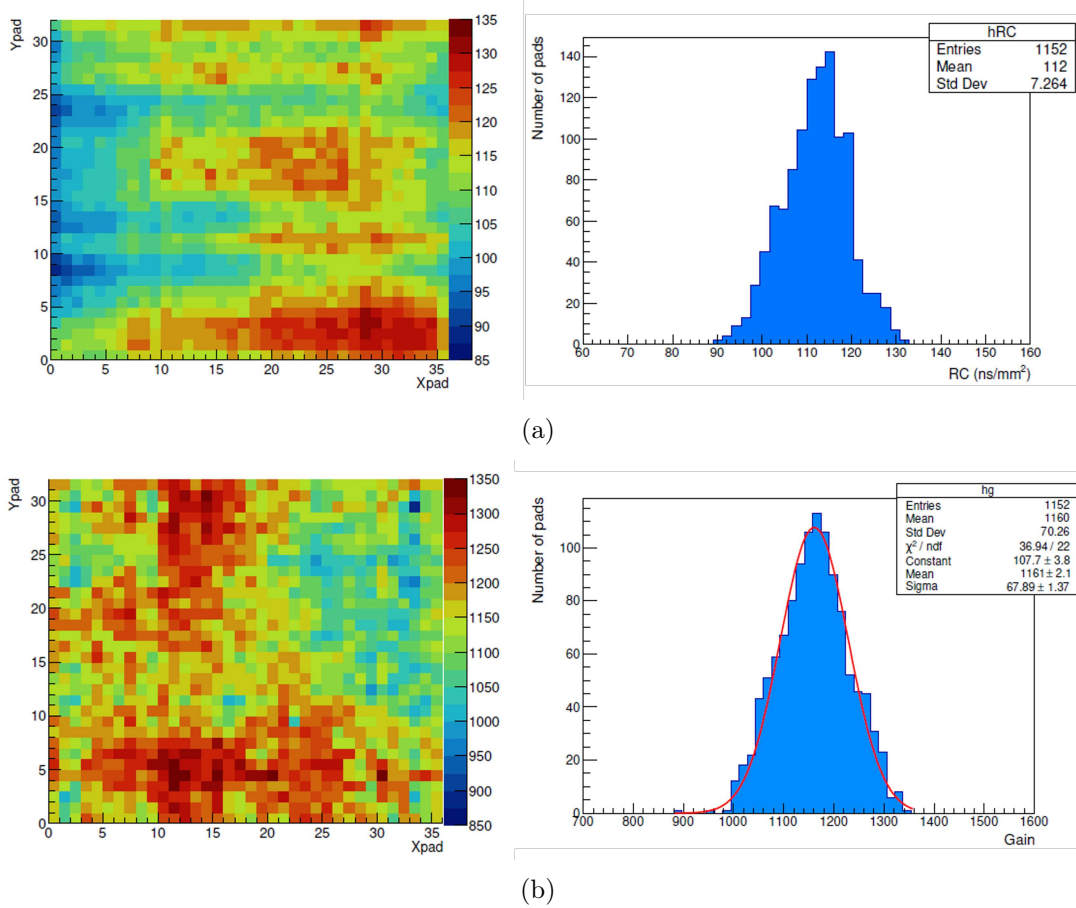 Ypad
30
25
20
15
10
5
0
0 5 10 15 20 25 30 35
Xpad
135
130
125
120
115
110
105
100
95
90
85
Number of pads
140
120
100
80
60
40
20
0
60 70 80 90 100 110 120 130 140 150 160
RC (ns/mm²)
hRC
Entries 1152
Mean 112
Std Dev 7.264
(a)
Ypad
30
25
20
15
10
5
0
0 5 10 15 20 25 30 35
Xpad
1350
1300
1250
1200
1150
1100
1050
1000
950
900
850
Number of pads
100
80
60
40
20
0
700 800 900 1000 1100 1200 1300 1400 1500 1600
Gain
hg
Entries 1152
Mean 1160
Std Dev 70.26
χ² / ndf 36.94 / 22
Constant 107.7 ± 3.8
Mean 1161 ± 2.1
Sigma 67.89 ± 1.37
(b)